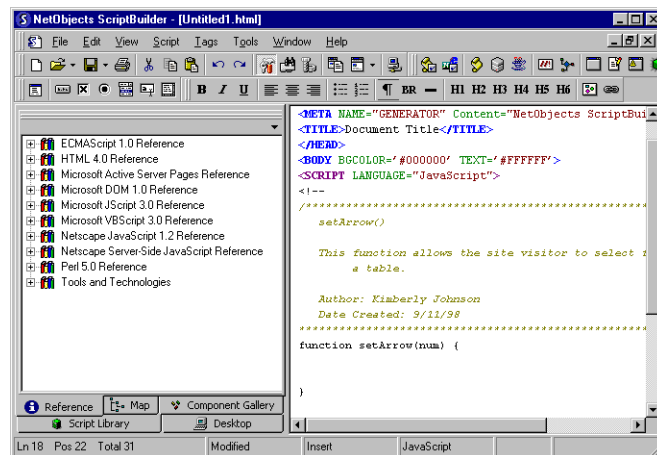 NetObjects ScriptBuilder - [Untitled1.html]
File Edit View Script Tags Tools Window Help
B I U ¶ BR H1 H2 H3 H4 H5 H6
ECMAScript 1.0 Reference
HTML 4.0 Reference
Microsoft Active Server Pages Reference
Microsoft DOM 1.0 Reference
Microsoft JScript 3.0 Reference
Microsoft VBScript 3.0 Reference
Netscape JavaScript 1.2 Reference
Netscape Server-Side JavaScript Reference
Perl 5.0 Reference
Tools and Technologies
Reference Map Component Gallery
Script Library Desktop
<META NAME="GENERATOR" Content="NetObjects ScriptBui
<TITLE>Document Title</TITLE>
</HEAD>
<BODY BGCOLOR='#000000' TEXT='#FFFFFF'>
<SCRIPT LANGUAGE="JavaScript">
<!--
/****************************************************
setArrow()
This function allows the site visitor to select
a table.
Author: Kimberly Johnson
Date Created: 9/11/98
*****************************************************
function setArrow(num) {
}
Ln 18 Pos 22 Total 31 Modified Insert JavaScript